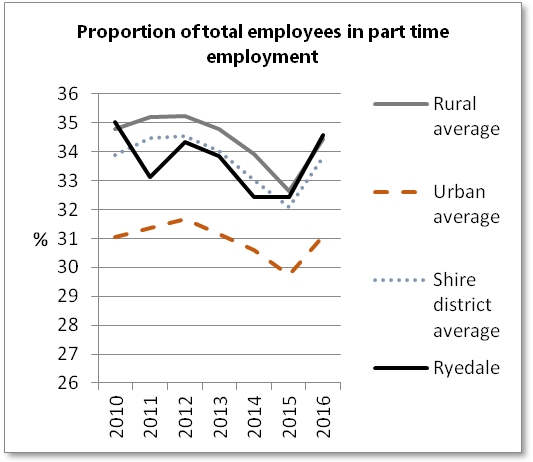 Proportion of total employees in part time
employment
36
35
34
33
32
31
30
29
28
27
26
%
2010
2011
2012
2013
2014
2015
2016
Rural
average
Urban
average
Shire
district
average
Ryedale